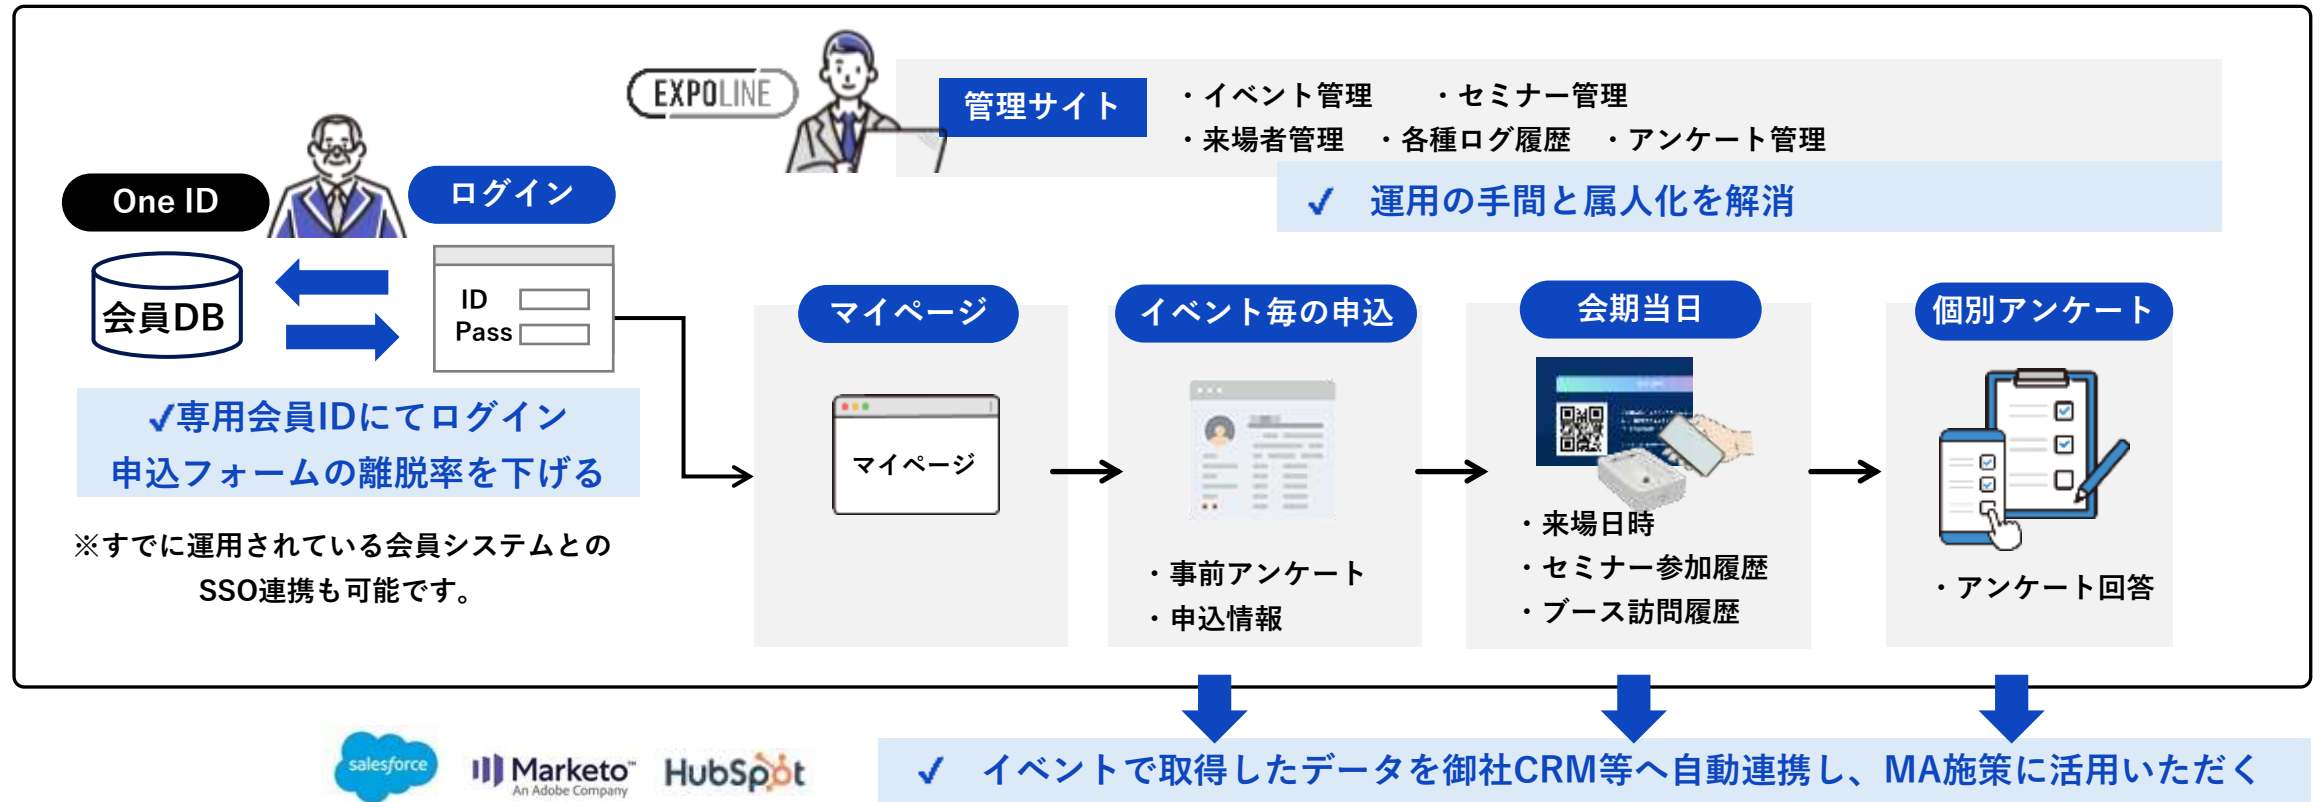 EXPOLINE
管理サイト
・イベント管理 ・セミナー管理
・来場者管理 ・各種ログ履歴 ・アンケート管理
✓ 運用の手間と属人化を解消
One ID
ログイン
会員DB
ID
Pass
✓専用会員IDにてログイン
申込フォームの離脱率を下げる
※すでに運用されている会員システムとの
SSO連携も可能です。
マイページ
マイページ
イベント毎の申込
・事前アンケート
・申込情報
会期当日
・来場日時
・セミナー参加履歴
・ブース訪問履歴
個別アンケート
・アンケート回答
salesforce
Marketo™
An Adobe Company
HubSpot
✓ イベントで取得したデータを御社CRM等へ自動連携し、MA施策に活用いただく